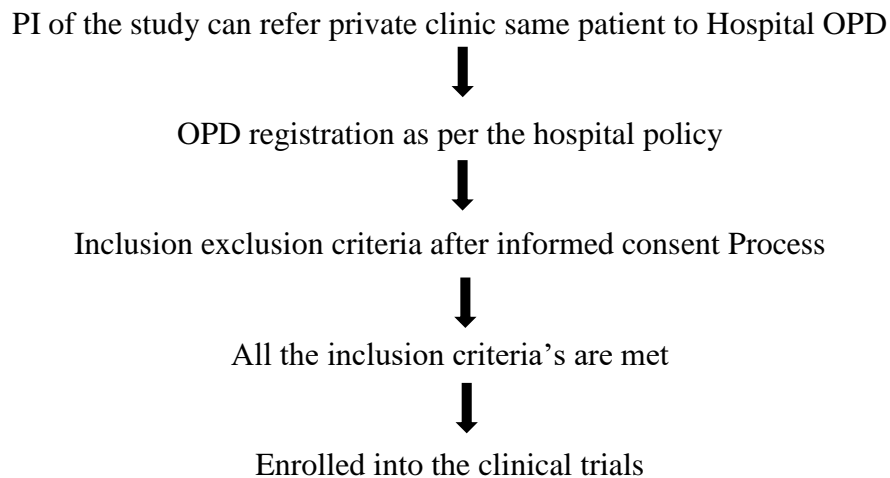 PI of the study can refer private clinic same patient to Hospital OPD
OPD registration as per the hospital policy
Inclusion exclusion criteria after informed consent Process
All the inclusion criteria’s are met
Enrolled into the clinical trials